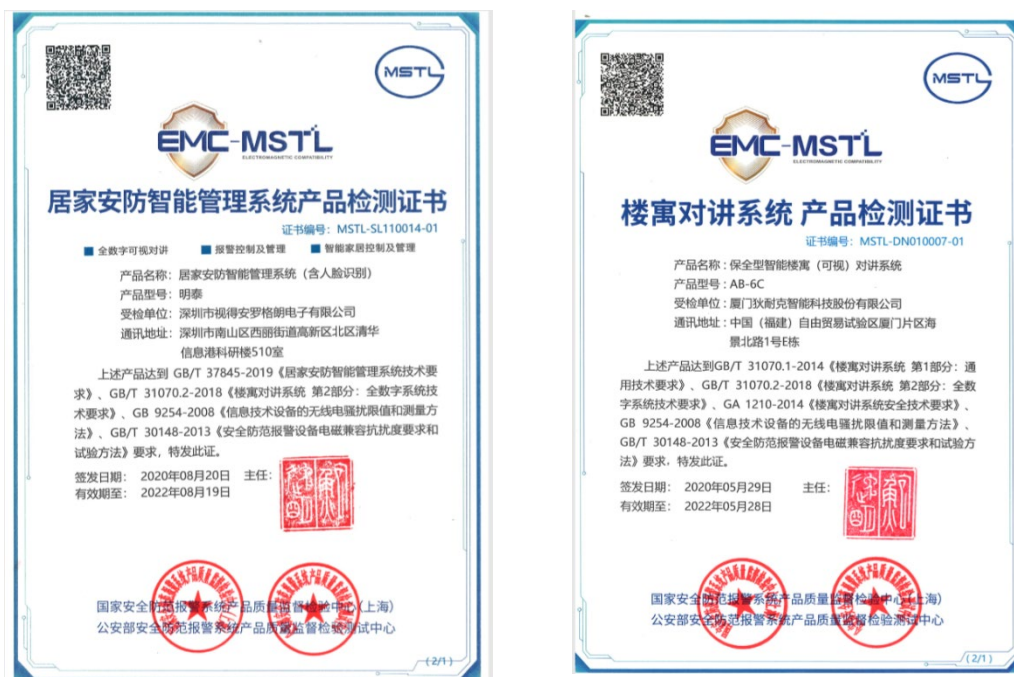 MSTL
EMC-MSTL
ELECTROMAGNETIC COMPATIBILITY
居家安防智能管理系统产品检测证书
证书编号：MSTL-SL110014-01
全数字可视对讲 报警控制及管理 智能家居控制及管理
产品名称：居家安防智能管理系统（含人脸识别）
产品型号：明泰
受检单位：深圳市视得安罗格朗电子有限公司
通讯地址：深圳市南山区西丽街道高新区北区清华
信息港科研楼510室
上述产品达到 GB/T 37845-2019《居家安防智能管理系统技术要
求》、GB/T 31070.2-2018《楼寓对讲系统 第2部分：全数字系统技
术要求》、GB 9254-2008《信息技术设备的无线电骚扰限值和测量方
法》、GB/T 30148-2013《安全防范报警设备电磁兼容抗扰度要求和
试验方法》要求，特发此证。
签发日期：2020年08月20日 主任：
有效期至：2022年08月19日
国家安全防范报警系统产品质量监督检验中心(上海)
公安部安全防范报警系统产品质量监督检验测试中心
(2/1)
MSTL
EMC-MSTL
ELECTROMAGNETIC COMPATIBILITY
楼寓对讲系统 产品检测证书
证书编号：MSTL-DN010007-01
产品名称：保全型智能楼寓（可视）对讲系统
产品型号：AB-6C
受检单位：厦门狄耐克智能科技股份有限公司
通讯地址：中国（福建）自由贸易试验区厦门片区海
景北路1号E栋
上述产品达到GB/T 31070.1-2014《楼寓对讲系统 第1部分：通
用技术要求》、GB/T 31070.2-2018《楼寓对讲系统 第2部分：全数
字系统技术要求》、GA 1210-2014《楼寓对讲系统安全技术要求》、
GB 9254-2008《信息技术设备的无线电骚扰限值和测量方法》、
GB/T 30148-2013《安全防范报警设备电磁兼容抗扰度要求和试验方
法》要求，特发此证。
签发日期：2020年05月29日 主任：
有效期至：2022年05月28日
国家安全防范报警系统产品质量监督检验中心(上海)
公安部安全防范报警系统产品质量监督检验测试中心
(2/1)